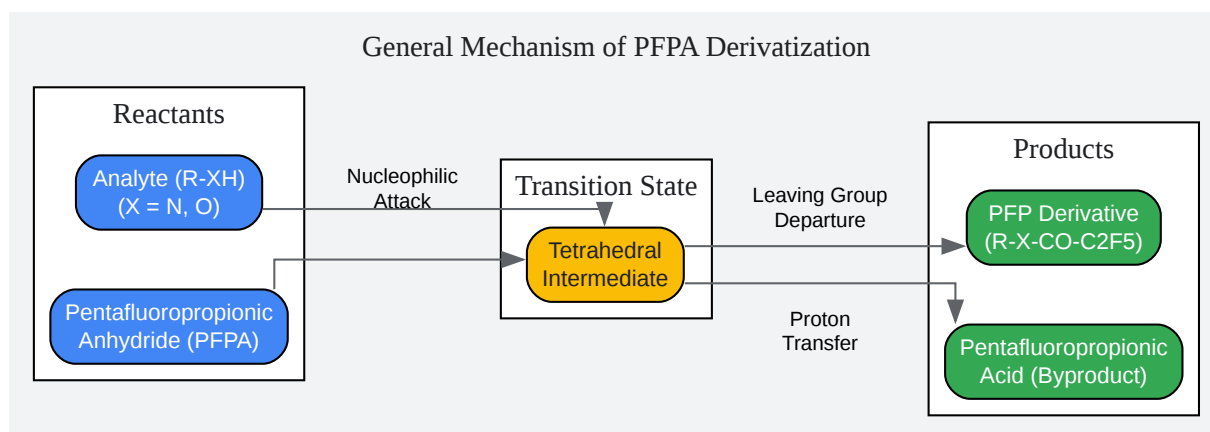 General Mechanism of PFPA Derivatization
Reactants
Analyte (R-XH)
(X = N, O)
Pentafluoropropionic
Anhydride (PFPA)
Nucleophilic
Attack
Transition State
Tetrahedral
Intermediate
Leaving Group
Departure
Proton
Transfer
Products
PFP Derivative
(R-X-CO-C2F5)
Pentafluoropropionic
Acid (Byproduct)